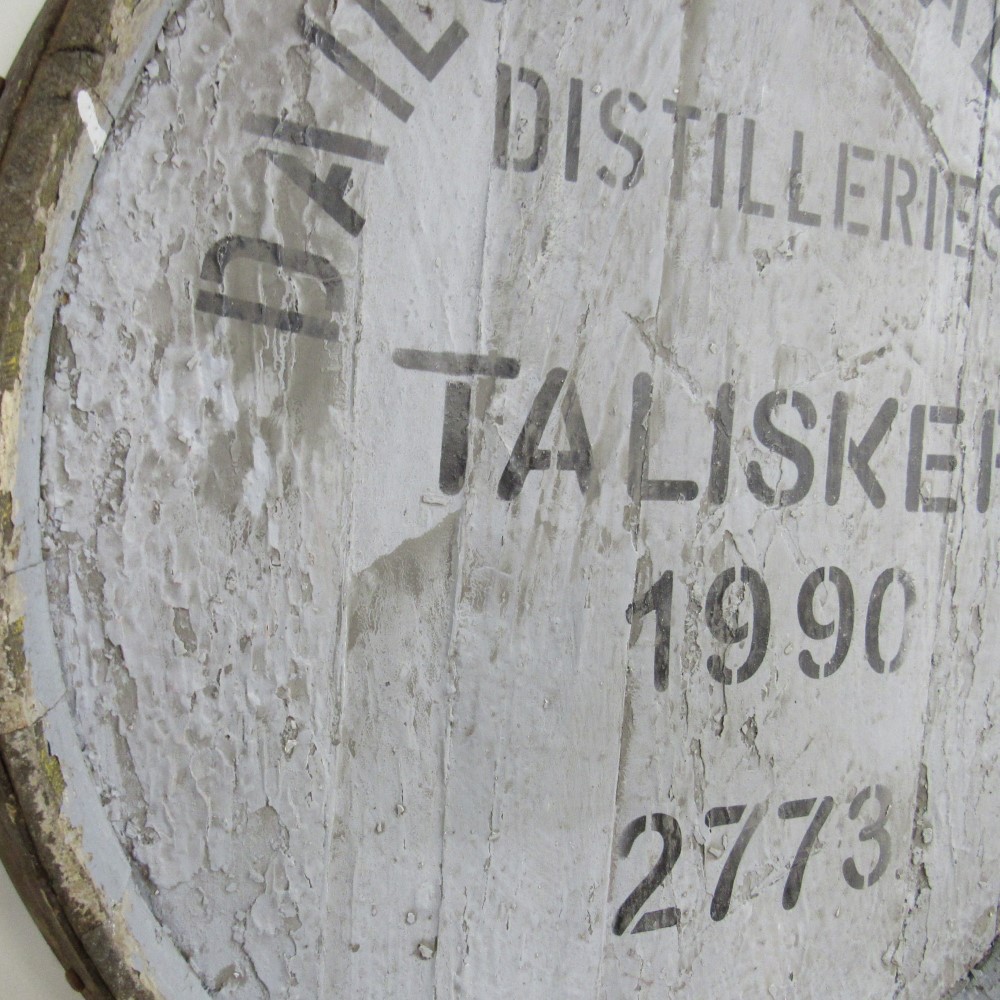 DISTILLERIES
TALISKER
1990
2773